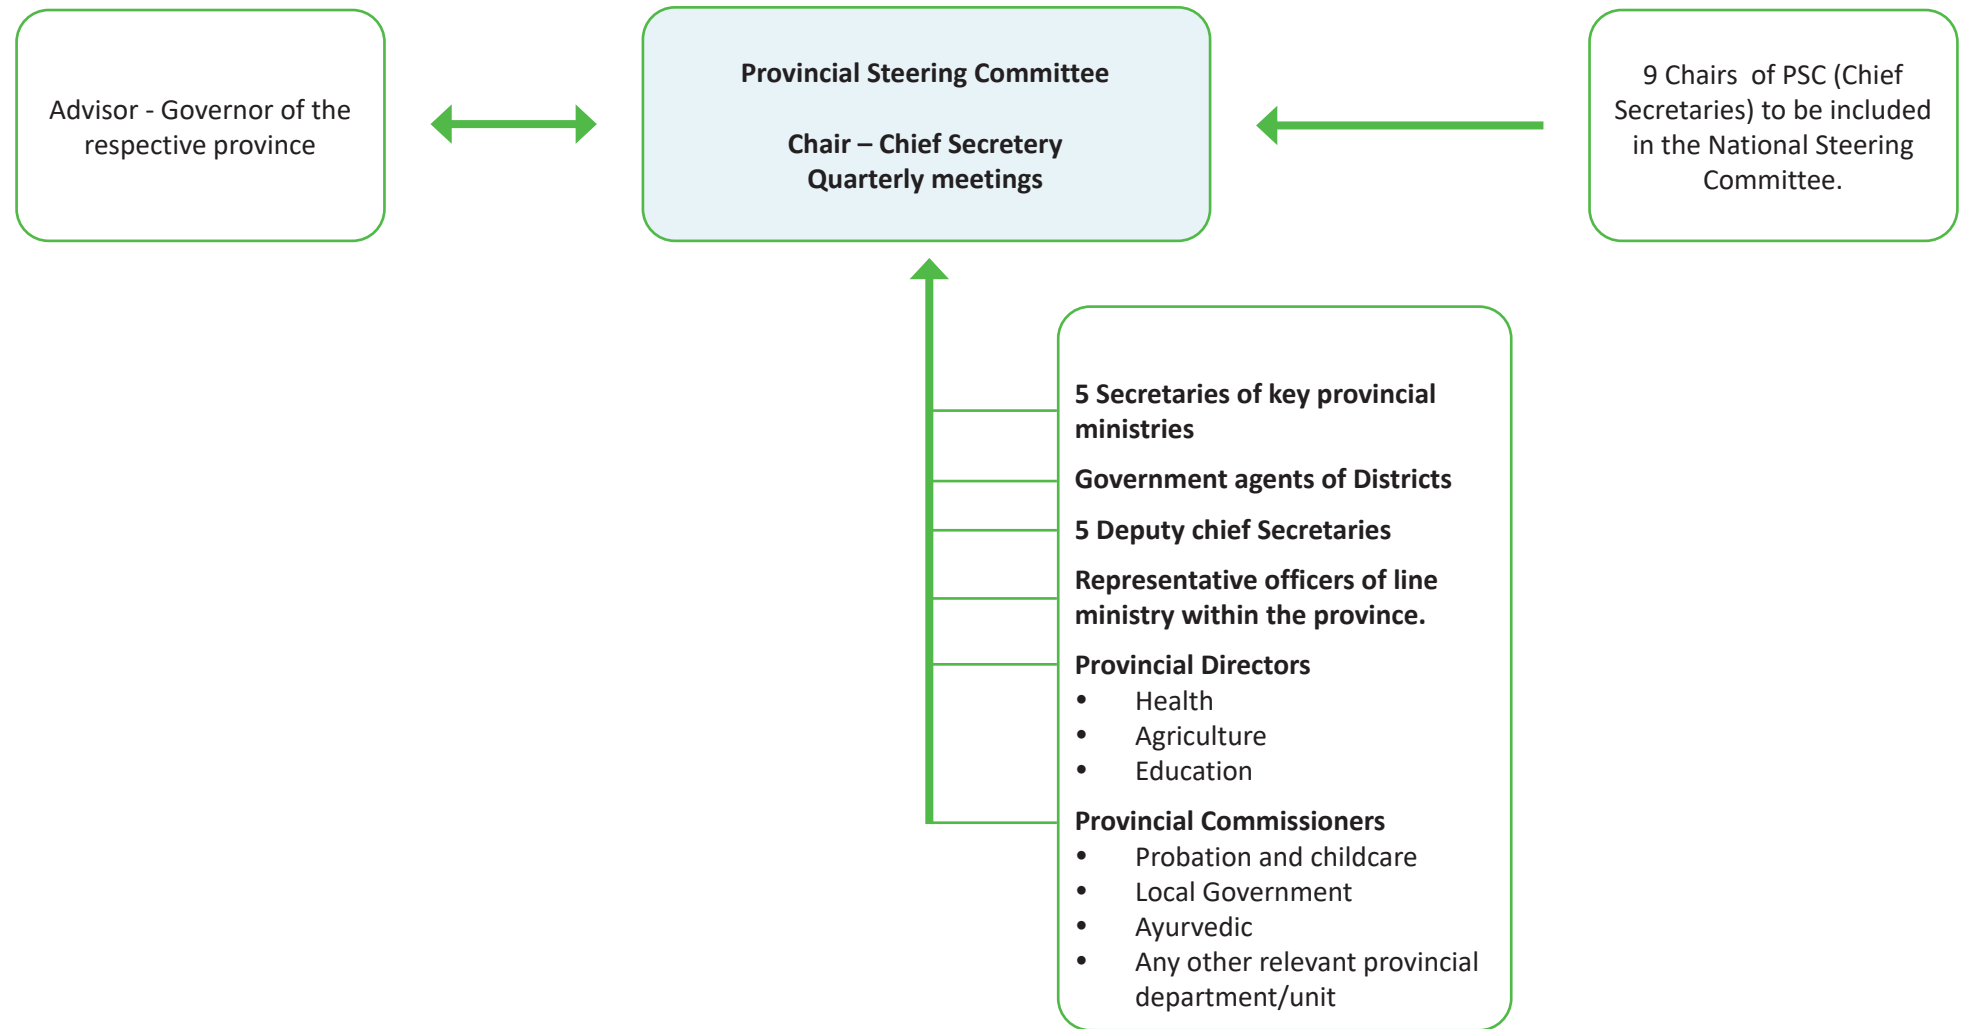 Advisor - Governor of the
respective province
Provincial Steering Committee
Chair – Chief Secretery
Quarterly meetings
9 Chairs of PSC (Chief
Secretaries) to be included
in the National Steering
Committee.
5 Secretaries of key provincial
ministries
Government agents of Districts
5 Deputy chief Secretaries
Representative officers of line
ministry within the province.
Provincial Directors
• Health
• Agriculture
• Education
Provincial Commissioners
• Probation and childcare
• Local Government
• Ayurvedic
• Any other relevant provincial
department/unit